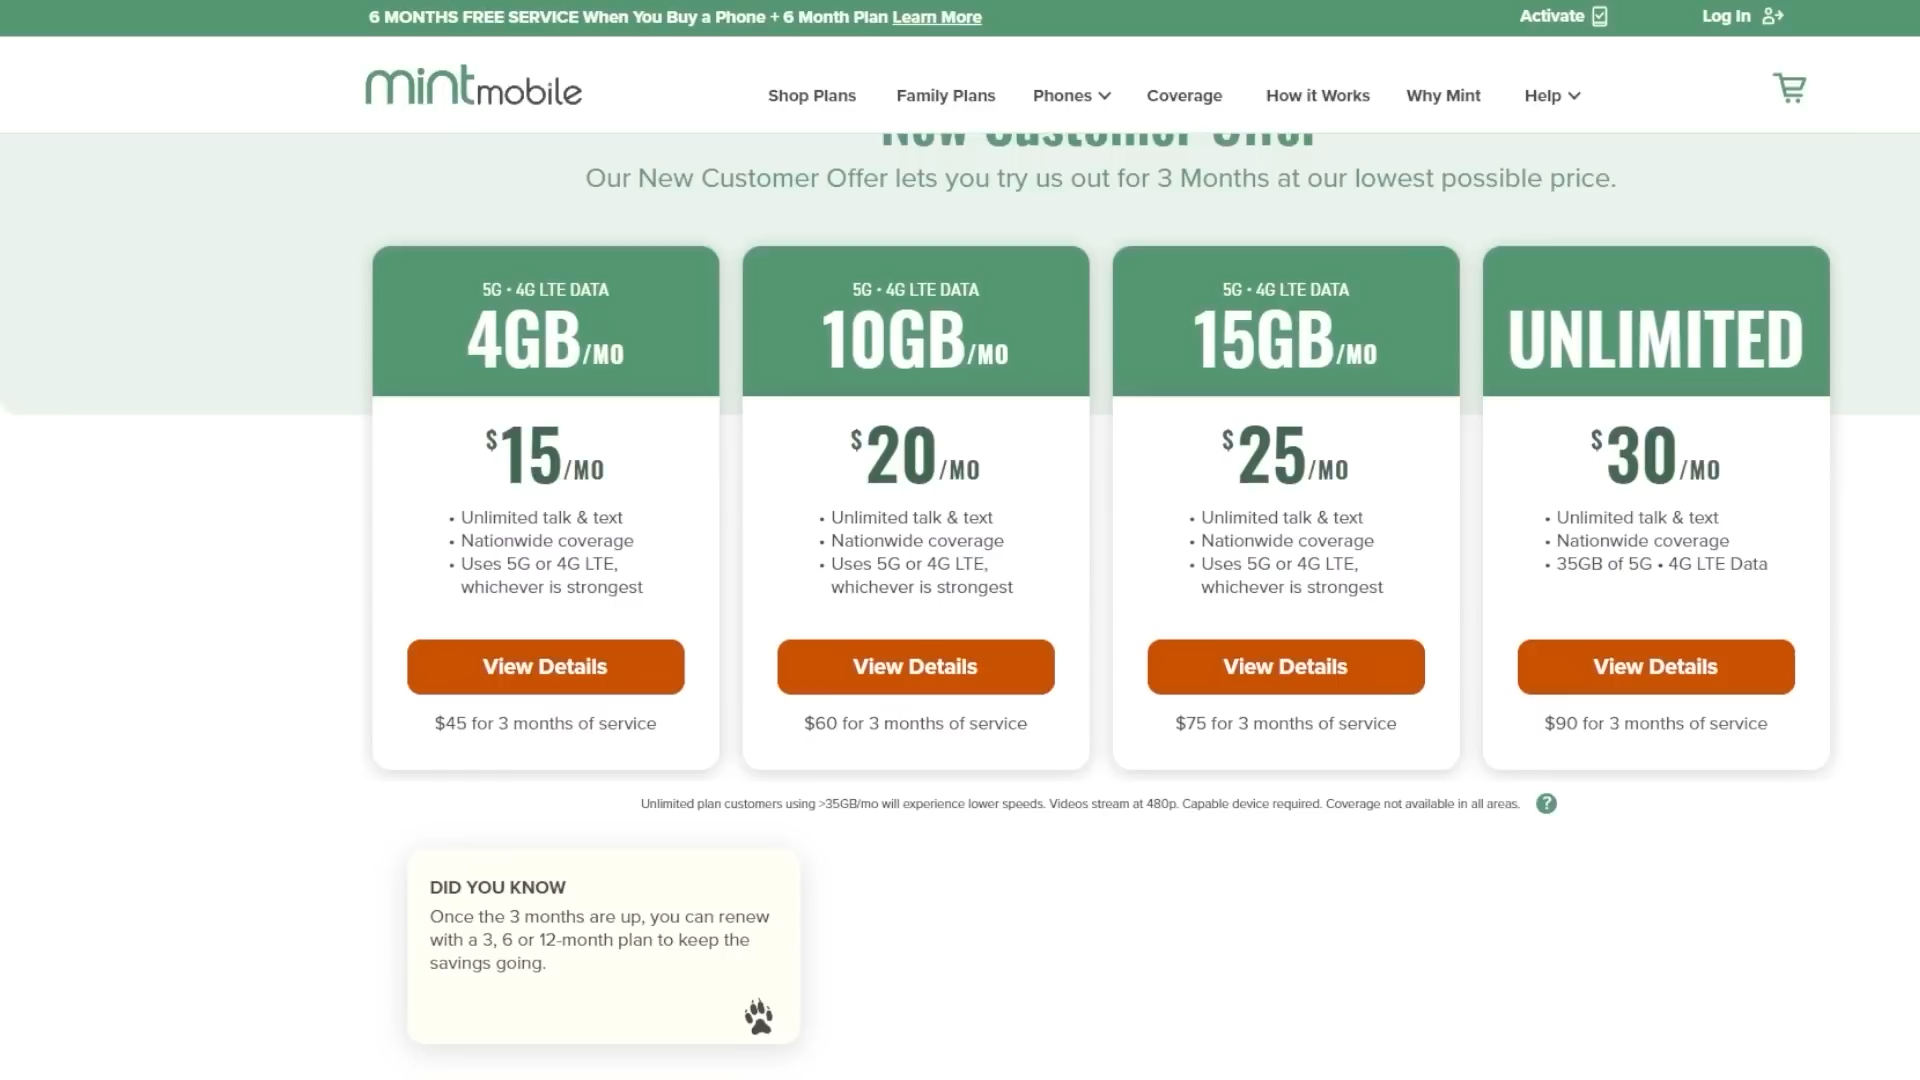 6 MONTHS FREE SERVICE When You Buy a Phone + 6 Month Plan Learn More
Activate
Log In
mintmobile
Shop Plans
Family Plans
Phones
Coverage
How it Works
Why Mint
Help
New Customer Offer
Our New Customer Offer lets you try us out for 3 Months at our lowest possible price.
5G • 4G LTE DATA
4GB/MO
$15/MO
• Unlimited talk & text
• Nationwide coverage
• Uses 5G or 4G LTE,
whichever is strongest
View Details
$45 for 3 months of service
5G • 4G LTE DATA
10GB/MO
$20/MO
• Unlimited talk & text
• Nationwide coverage
• Uses 5G or 4G LTE,
whichever is strongest
View Details
$60 for 3 months of service
5G • 4G LTE DATA
15GB/MO
$25/MO
• Unlimited talk & text
• Nationwide coverage
• Uses 5G or 4G LTE,
whichever is strongest
View Details
$75 for 3 months of service
UNLIMITED
$30/MO
• Unlimited talk & text
• Nationwide coverage
• 35GB of 5G • 4G LTE Data
View Details
$90 for 3 months of service
Unlimited plan customers using >35GB/mo will experience lower speeds. Videos stream at 480p. Capable device required. Coverage not available in all areas. ?
DID YOU KNOW
Once the 3 months are up, you can renew
with a 3, 6 or 12-month plan to keep the
savings going.